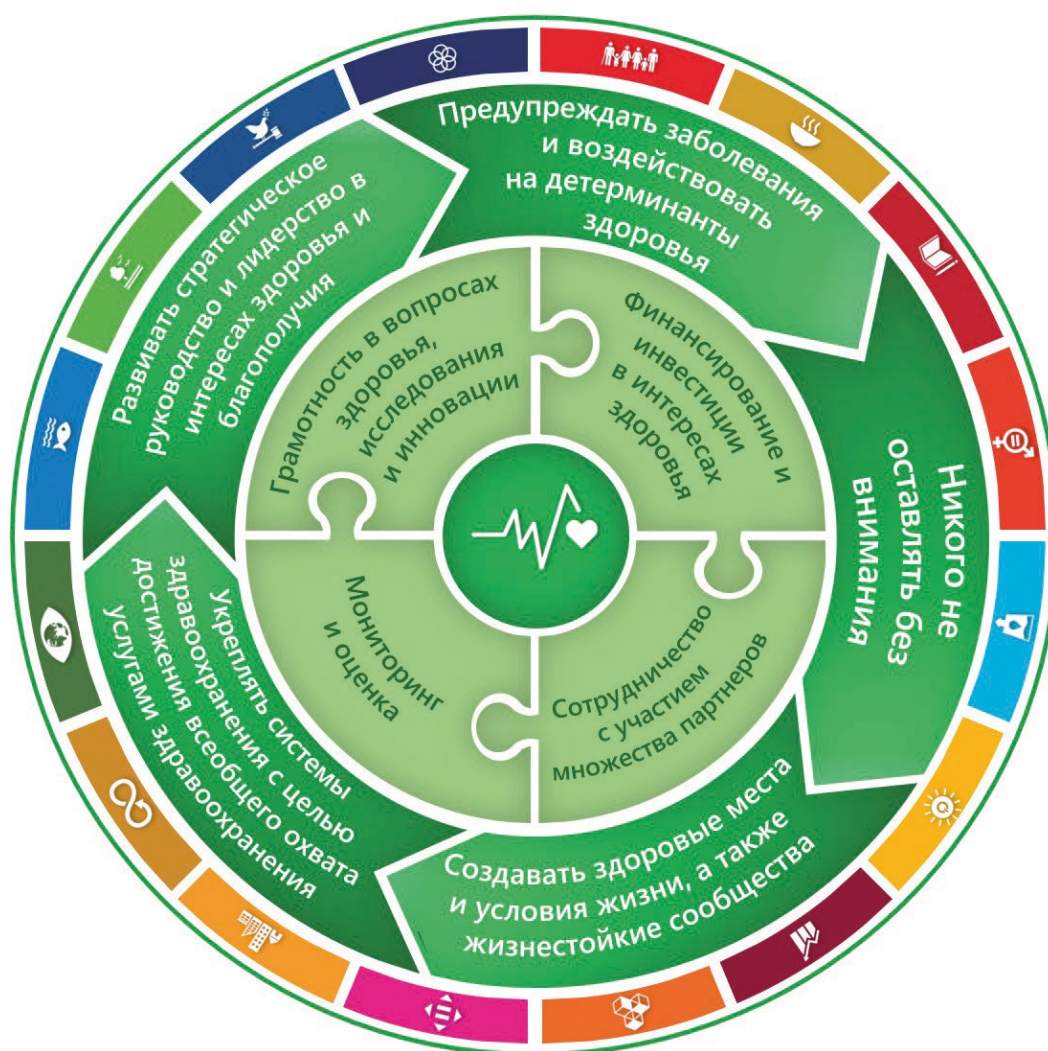 Предупреждать заболевания
и воздействовать
на детерминанты
здоровья
Никого не
оставлять без
внимания
Создавать здоровые места
и условия жизни, а также
жизнестойкие сообщества
Укреплять системы
здравоохранения с целью
достижения всеобщего охвата
услугами здравоохранения
Развивать стратегическое
руководство и лидерство в
интересах здоровья и
благополучия
Грамотность в вопросах
здоровья,
исследования
и инновации
Финансирование и
инвестиции
в интересах
здоровья
Сотрудничество
с участием
множества партнеров
Мониторинг
и оценка